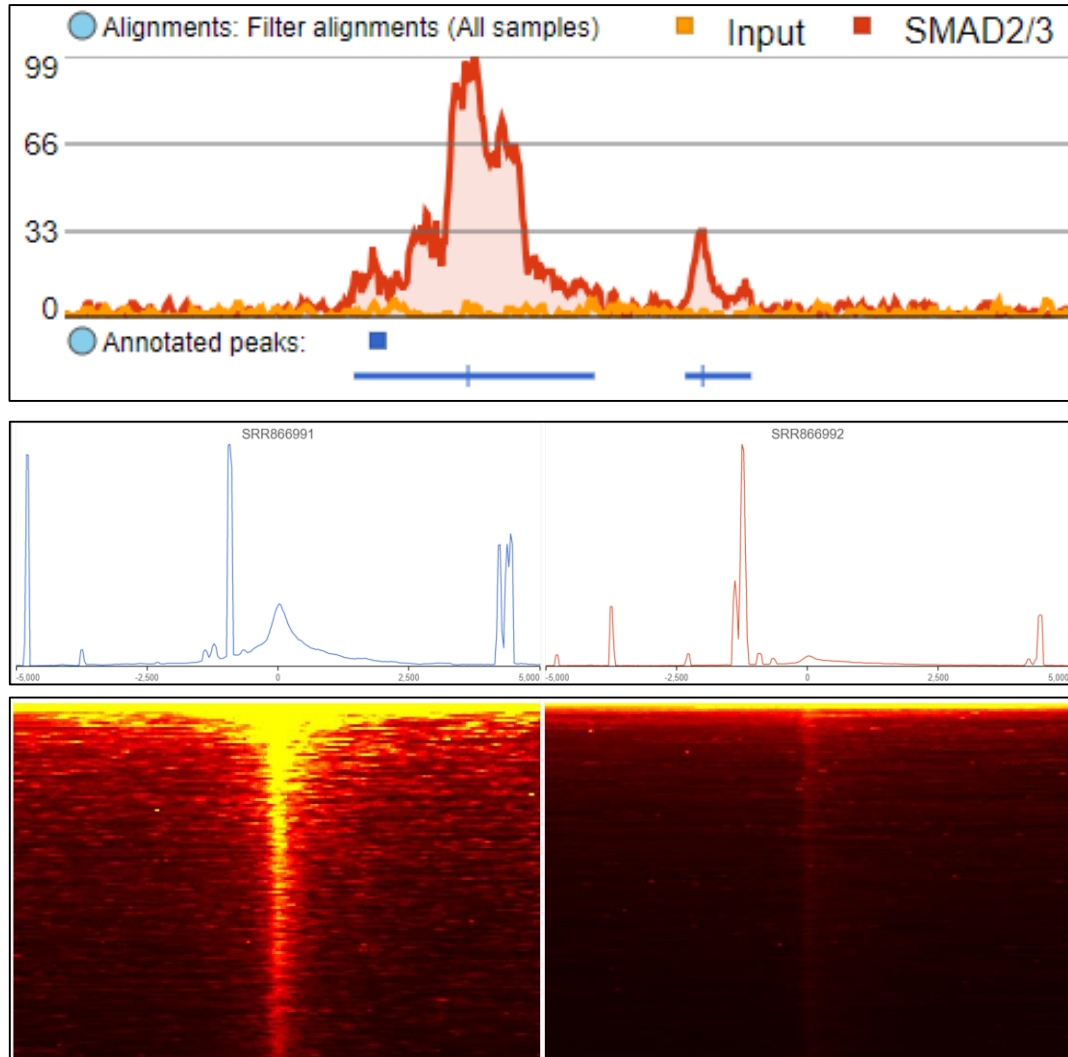 Alignments: Filter alignments (All samples) Input SMAD2/3
99
66
33
0
Annotated peaks:
SRR866991 SRR866992
-5,000 -2,500 0 2,500 5,000 -5,000 -2,500 0 2,500 5,000